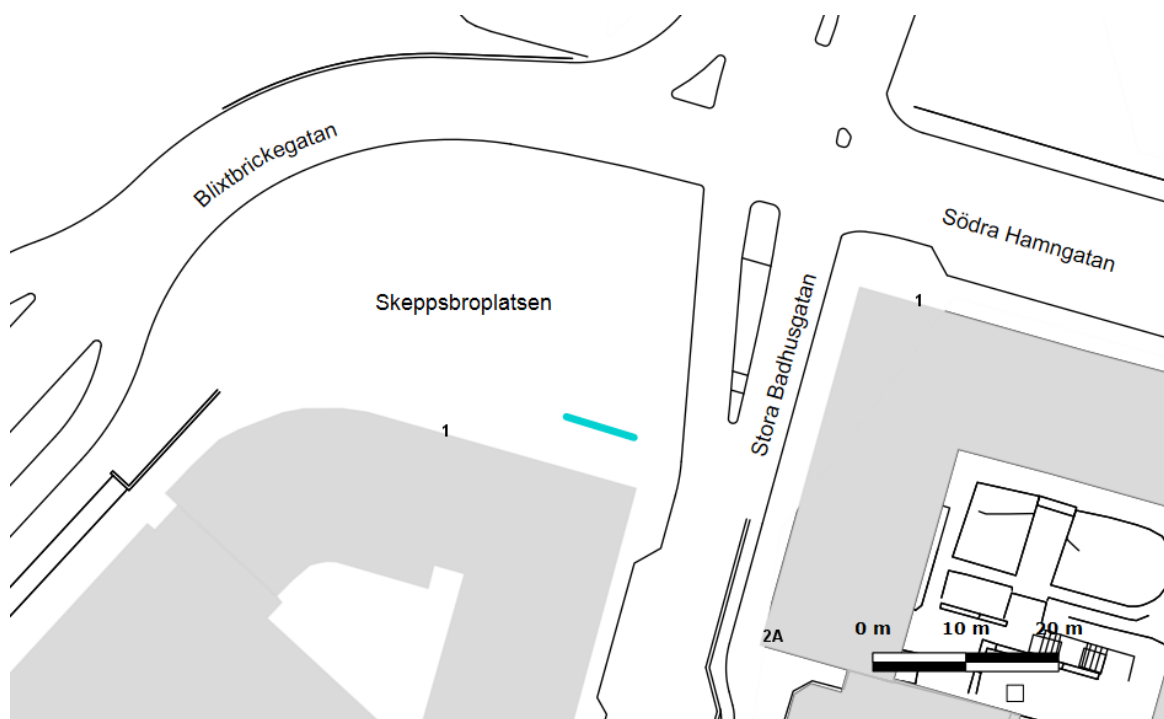 Blixtbrickegatan
Södra Hamngatan
Skeppsbroplatsen
1
Stora Badhusgatan
1
2A
0 m
10 m
20 m